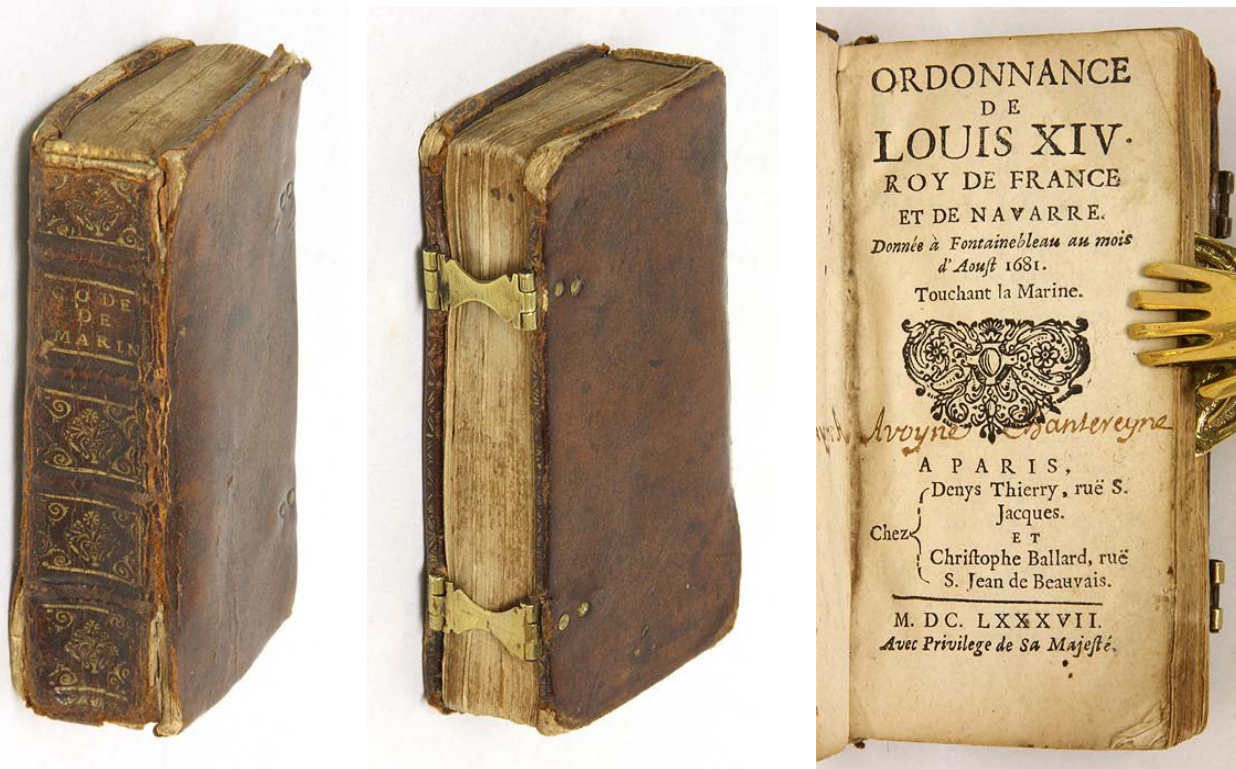 CODE
DE
MARIN
ORDONNANCE
DE
LOUIS XIV.
ROY DE FRANCE
ET DE NAVARRE.
Donnée à Fontainebleau au mois
d'Aouſt 1681.
Touchant la Marine.
Avoyne Chantereyne
A PARIS,
Denys Thierry, ruë S.
Jacques.
Chez
ET
Chriſtophe Ballard, ruë
S. Jean de Beauvais.
M. DC. LXXXVII.
Avec Privilege de Sa Majeſté.